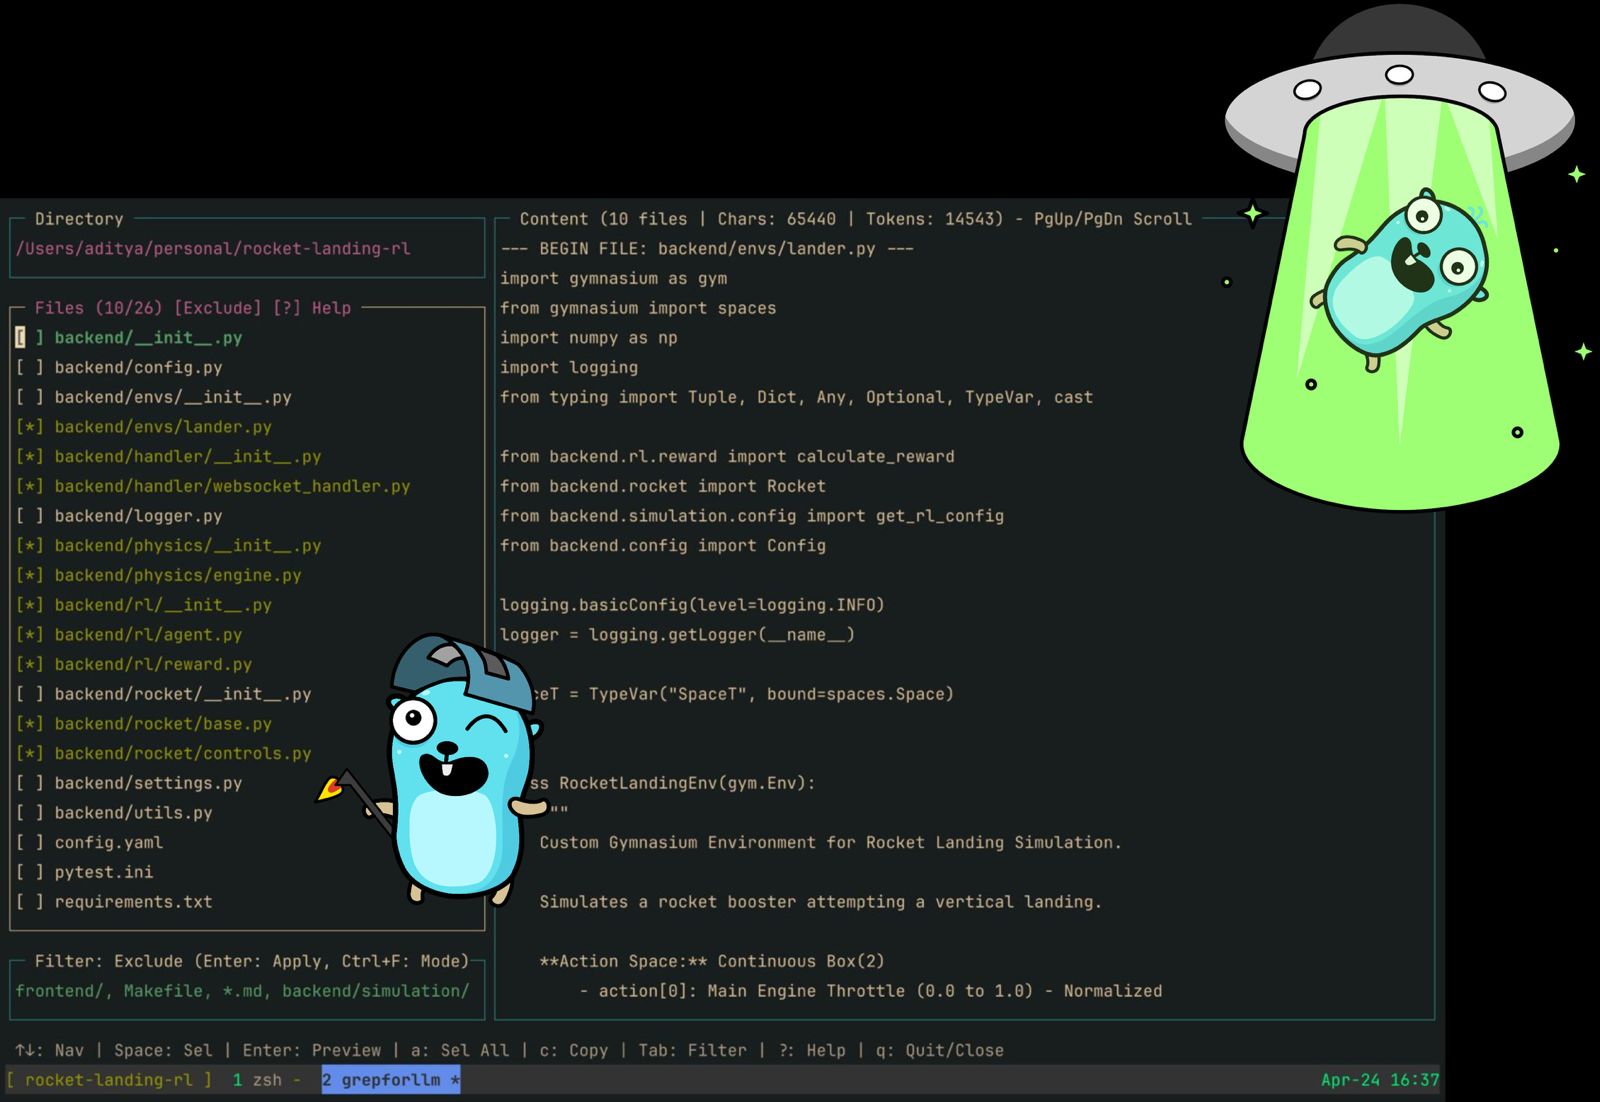 Directory
/Users/aditya/personal/rocket-landing-rl
Files (10/26) [Exclude] [?] Help
[ ] backend/__init__.py
[ ] backend/config.py
[ ] backend/envs/__init__.py
[*] backend/envs/lander.py
[*] backend/handler/__init__.py
[*] backend/handler/websocket_handler.py
[ ] backend/logger.py
[*] backend/physics/__init__.py
[*] backend/physics/engine.py
[*] backend/rl/__init__.py
[*] backend/rl/agent.py
[*] backend/rl/reward.py
[ ] backend/rocket/__init__.py
[*] backend/rocket/base.py
[*] backend/rocket/controls.py
[ ] backend/settings.py
[ ] backend/utils.py
[ ] config.yaml
[ ] pytest.ini
[ ] requirements.txt
Filter: Exclude (Enter: Apply, Ctrl+F: Mode)
frontend/, Makefile, *.md, backend/simulation/
Content (10 files | Chars: 65440 | Tokens: 14543) - PgUp/PgDn Scroll
--- BEGIN FILE: backend/envs/lander.py ---
import gymnasium as gym
from gymnasium import spaces
import numpy as np
import logging
from typing import Tuple, Dict, Any, Optional, TypeVar, cast
from backend.rl.reward import calculate_reward
from backend.rocket import Rocket
from backend.simulation.config import get_rl_config
from backend.config import Config
logging.basicConfig(level=logging.INFO)
logger = logging.getLogger(__name__)
ceT = TypeVar("SpaceT", bound=spaces.Space)
ss RocketLandingEnv(gym.Env):
""
Custom Gymnasium Environment for Rocket Landing Simulation.
Simulates a rocket booster attempting a vertical landing.
**Action Space:** Continuous Box(2)
- action[0]: Main Engine Throttle (0.0 to 1.0) - Normalized
↑↓: Nav | Space: Sel | Enter: Preview | a: Sel All | c: Copy | Tab: Filter | ?: Help | q: Quit/Close
[ rocket-landing-rl ] 1 zsh - 2 grepforllm * Apr-24 16:37